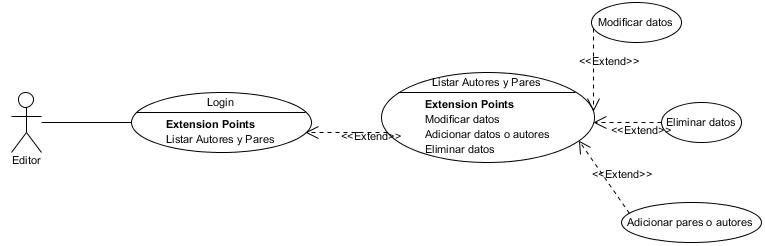 Modificar datos
<<Extend>>
Listar Autores y Pares
Extension Points
Modificar datos
Adicionar datos o autores
Eliminar datos
Login
Extension Points
Listar Autores y Pares
<<Extend>>
Eliminar datos
<<Extend>>
Editor
<<Extend>>
Adicionar pares o autores